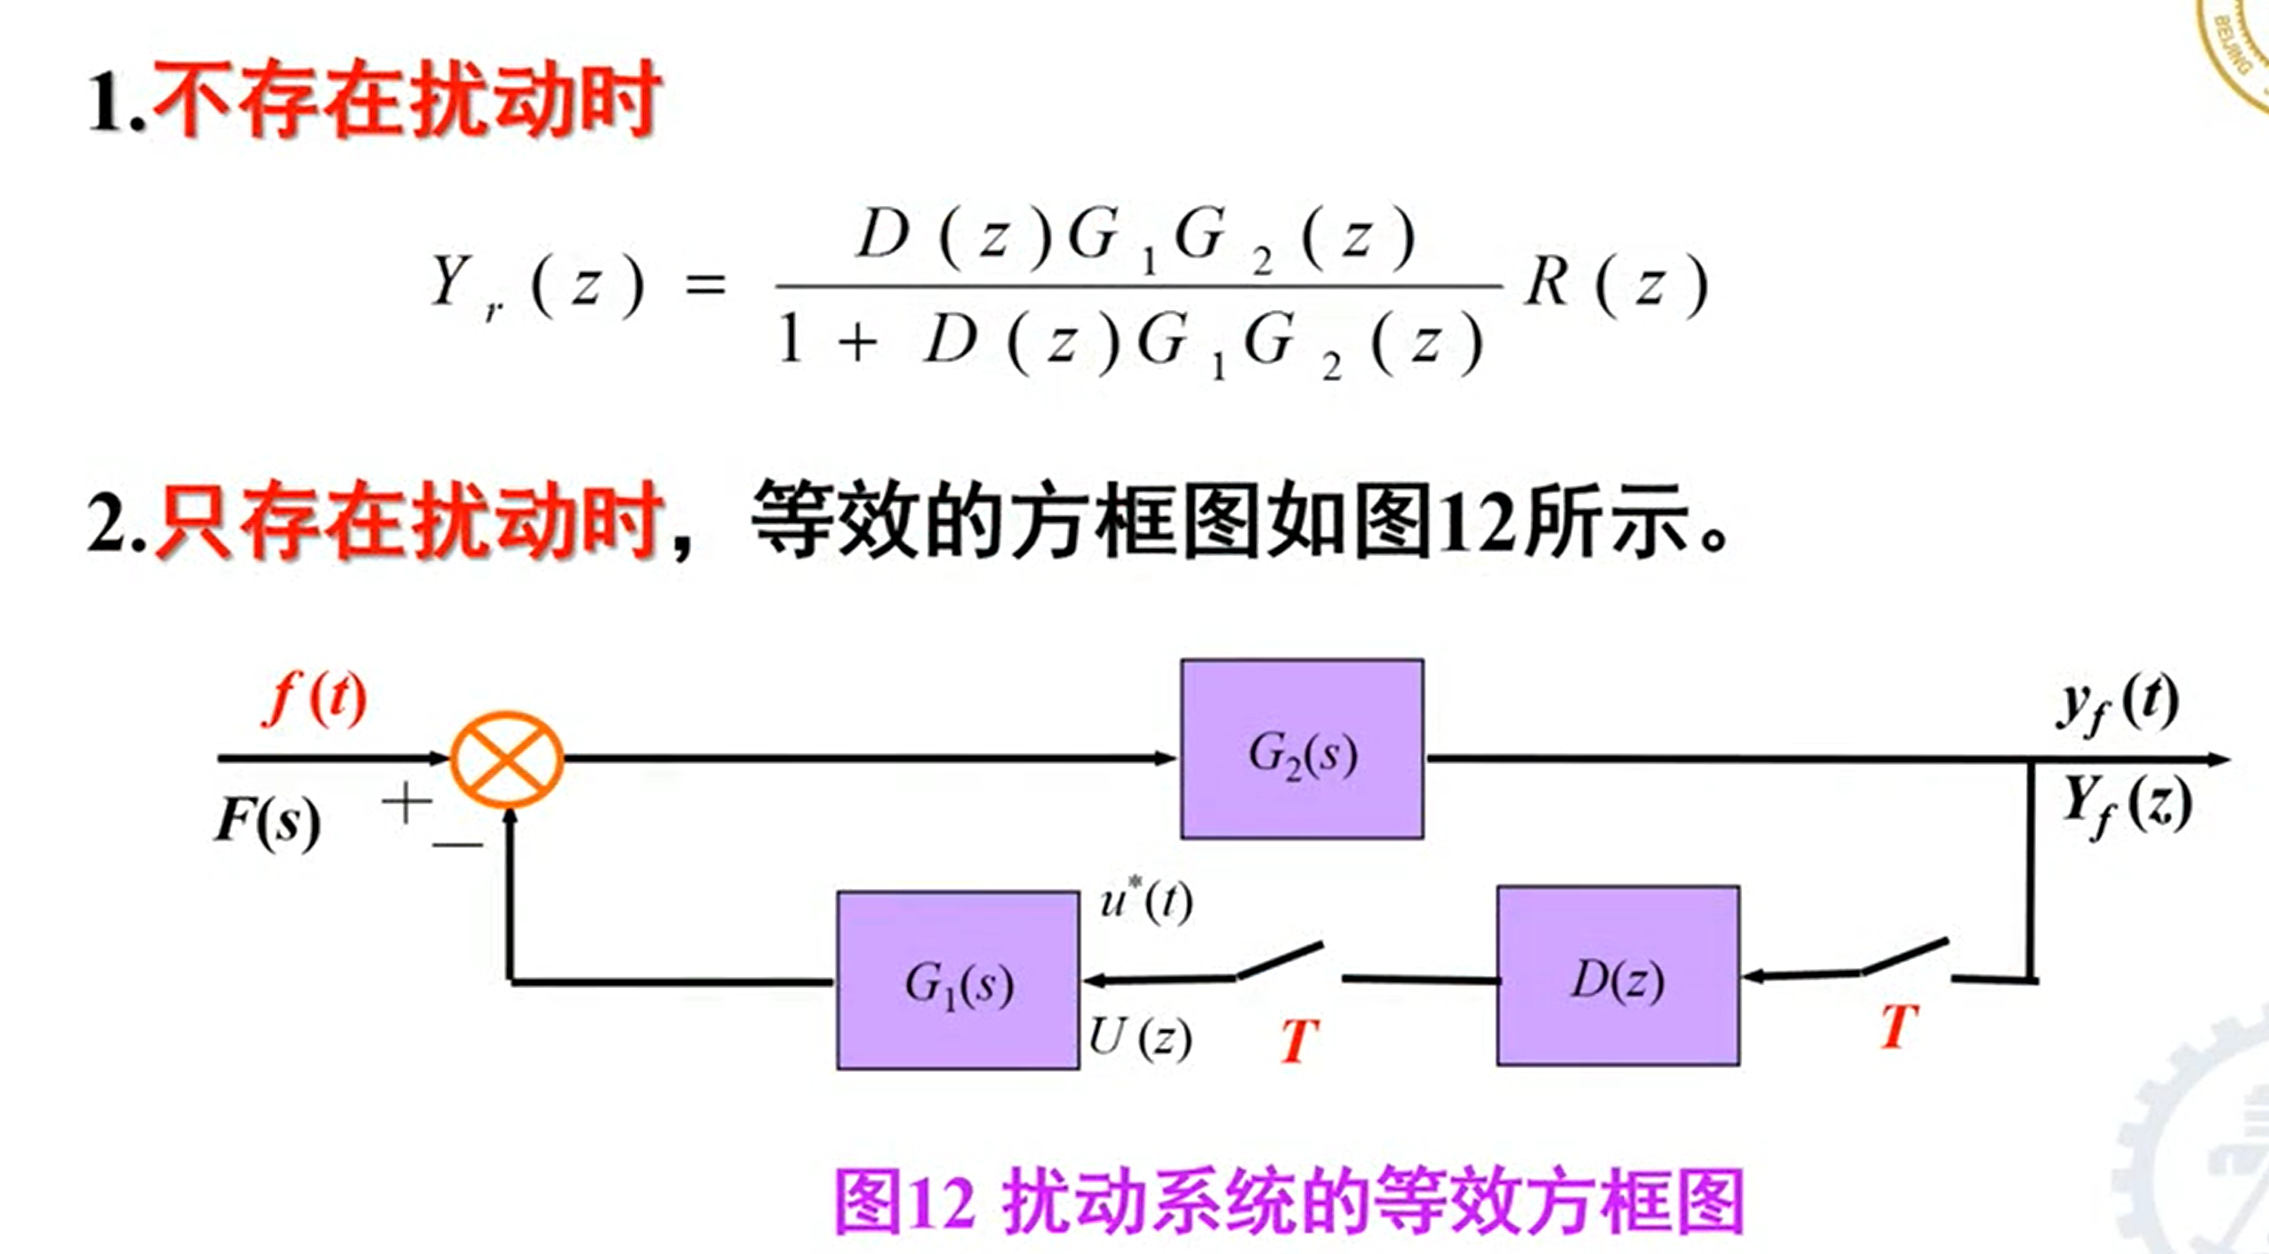 BEIJING
1.不存在扰动时
Y_r(z) = \frac{D(z)G_1G_2(z)}{1 + D(z)G_1G_2(z)} R(z)
2.只存在扰动时，等效的方框图如图12所示。
f(t)
F(s)
+
−
G₂(s)
y_f(t)
Y_f(z)
G₁(s)
u*(t)
U(z)
T
D(z)
T
图12 扰动系统的等效方框图